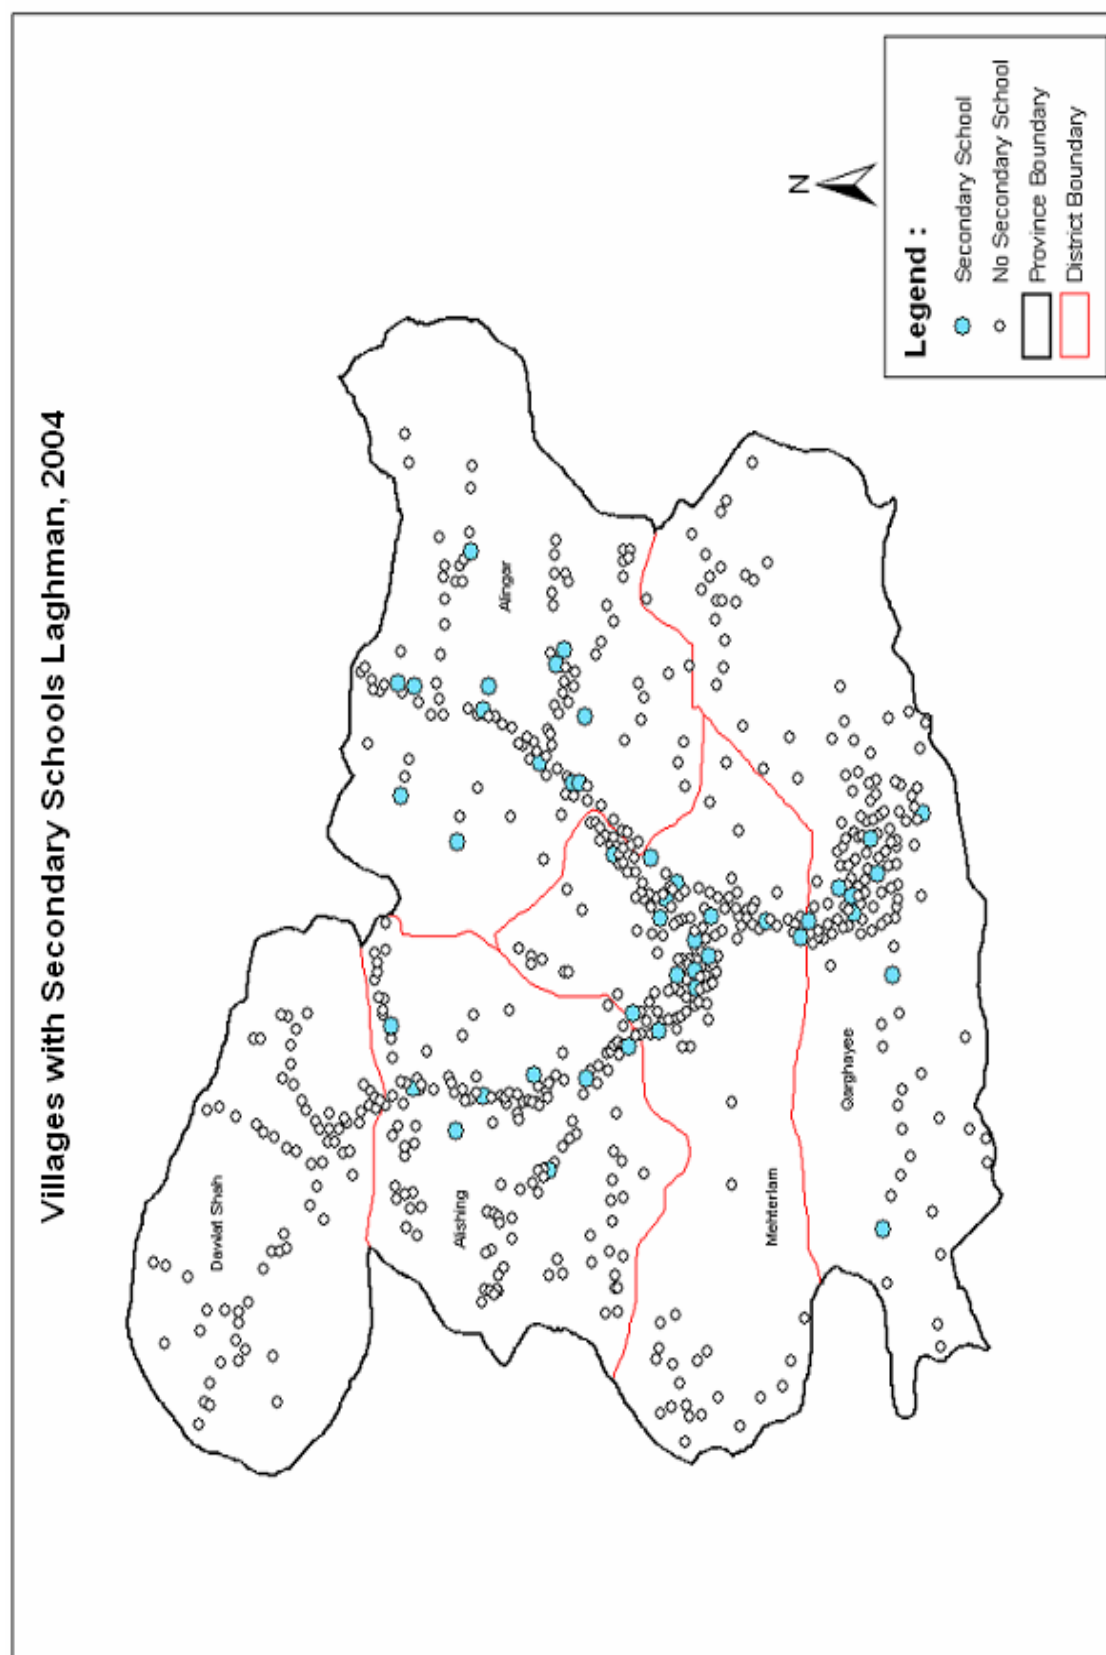 Villages with Secondary Schools Laghman, 2004
N
Legend :
Secondary School
No Secondary School
Province Boundary
District Boundary
Davilat Shah
Alishing
Alingar
Mehterlam
Qarghayee